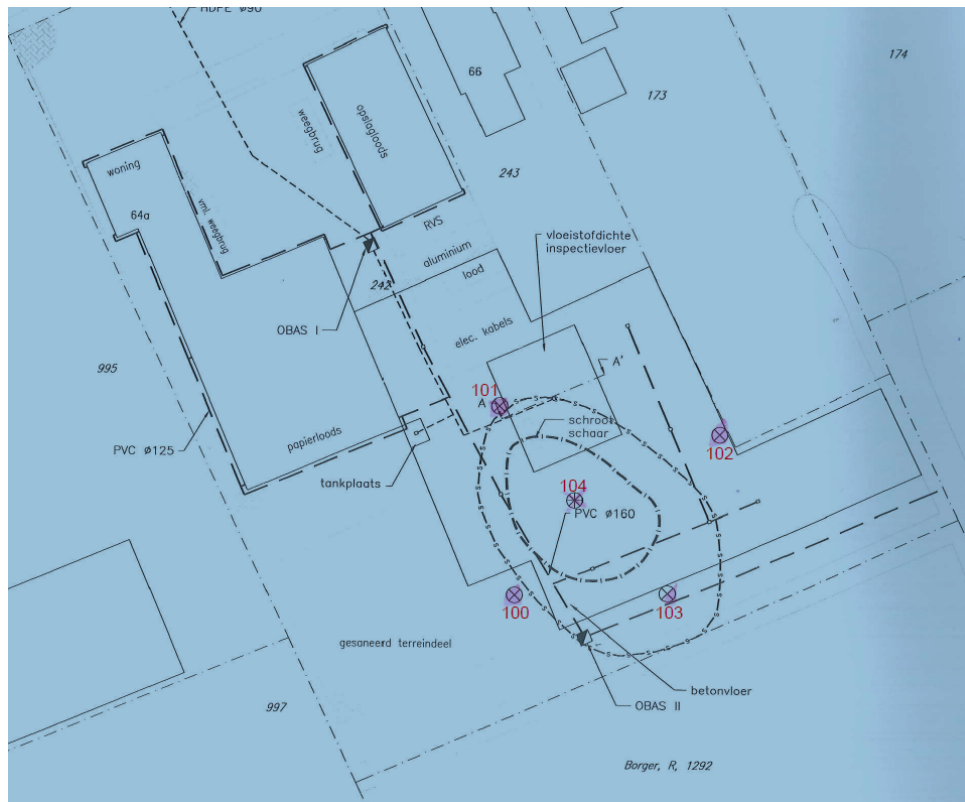 HDPE ø90
174
66
173
opslagloods
weegbrug
woning
243
64a
vml. weegbrug
RVS
vloeistofdichte
inspectievloer
aluminium
lood
242
OBAS I
elec. kabels
995
A'
101
A
schroot
schaar
papierloods
102
PVC ø125
tankplaats
104
PVC ø160
100
103
gesaneerd terreindeel
betonvloer
997
OBAS II
Borger, R, 1292